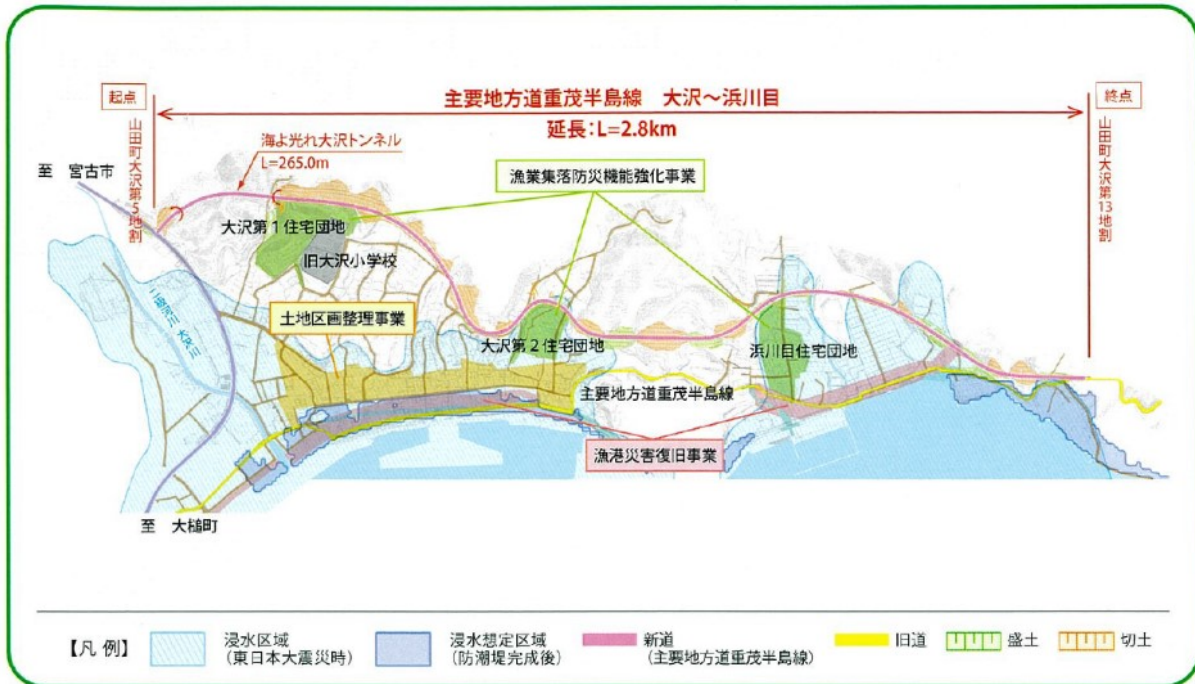 起点
主要地方道重茂半島線 大沢～浜川目
終点
延長：L=2.8km
山田町大沢第5地割
山田町大沢第13地割
海よ光れ大沢トンネル
L=265.0m
至 宮古市
漁業集落防災機能強化事業
大沢第1住宅団地
旧大沢小学校
二級河川 大沢川
土地区画整理事業
大沢第2住宅団地
浜川目住宅団地
主要地方道重茂半島線
漁港災害復旧事業
至 大槌町
【凡 例】
浸水区域
（東日本大震災時）
浸水想定区域
（防潮堤完成後）
新道
（主要地方道重茂半島線）
旧道
盛土
切土